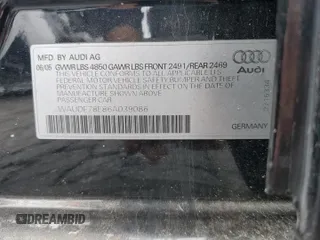 MFD BY AUDI AG
GVWR LBS 4850 GAWR LBS FRONT 2491/REAR 2469
THIS VEHICLE CONFORMS TO ALL APPLICABLE
FEDERAL MOTOR VEHICLE SAFETY, BUMPER,
AND THEFT PREVENTION STANDARDS IN
EFFECT ON THE DATE OF
MANUFACTURE SHOWN ABOVE.
PASSENGER CAR
Audi
Germany
DREAMBID